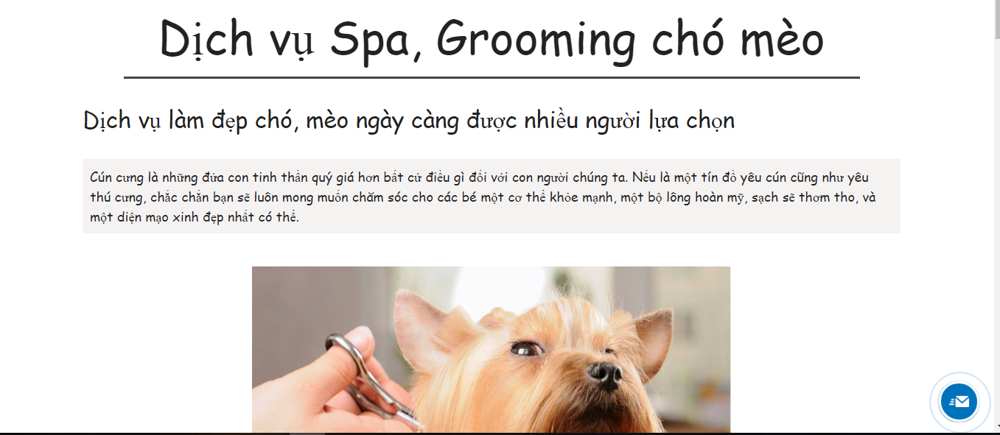 Dịch vụ Spa, Grooming chó mèo
Dịch vụ làm đẹp chó, mèo ngày càng được nhiều người lựa chọn
Cún cưng là những đứa con tinh thần quý giá hơn bất cứ điều gì đối với con người chúng ta. Nếu là một tín đồ yêu cún cũng như yêu
thú cưng, chắc chắn bạn sẽ luôn mong muốn chăm sóc cho các bé một cơ thể khỏe mạnh, một bộ lông hoàn mỹ, sạch sẽ thơm tho, và
một diện mạo xinh đẹp nhất có thể.